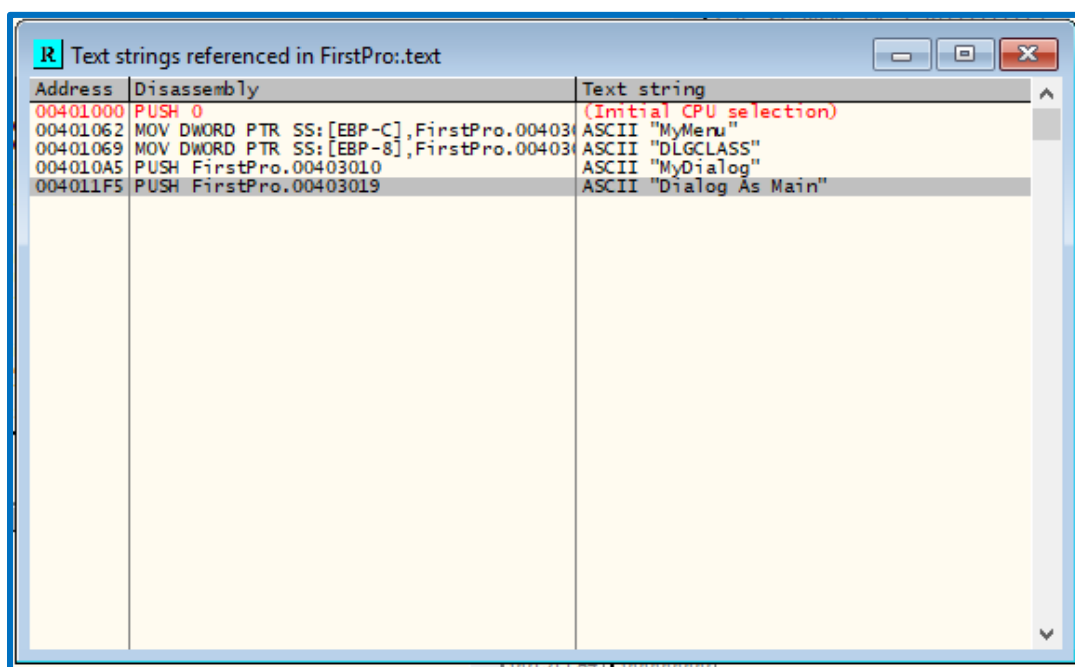 R Text strings referenced in FirstPro:.text
Address Disassembly Text string
00401000 PUSH 0 (Initial CPU selection)
00401062 MOV DWORD PTR SS:[EBP-C],FirstPro.00403 ASCII "MyMenu"
00401069 MOV DWORD PTR SS:[EBP-8],FirstPro.00403 ASCII "DLGCLASS"
004010A5 PUSH FirstPro.00403010 ASCII "MyDialog"
004011F5 PUSH FirstPro.00403019 ASCII "Dialog As Main"